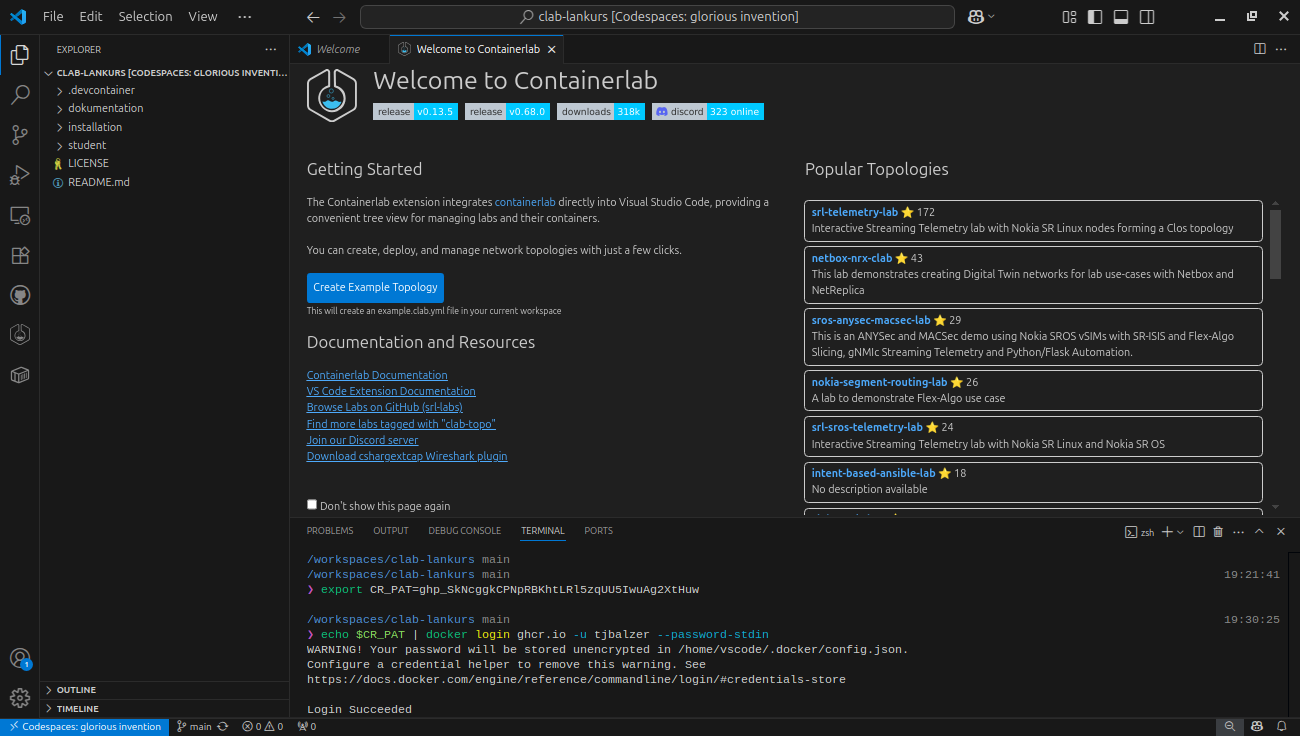 File Edit Selection View ··· clab-lankurs [Codespaces: glorious invention]
EXPLORER
CLAB-LANKURS [CODESPACES: GLORIOUS INVENTI...
.devcontainer
dokumentation
installation
student
LICENSE
README.md
OUTLINE
TIMELINE
Welcome Welcome to Containerlab
Welcome to Containerlab
release v0.13.5 release v0.68.0 downloads 318k discord 323 online
Getting Started
The Containerlab extension integrates containerlab directly into Visual Studio Code, providing a
convenient tree view for managing labs and their containers.
You can create, deploy, and manage network topologies with just a few clicks.
Create Example Topology
This will create an example.clab.yml file in your current workspace
Documentation and Resources
Containerlab Documentation
VS Code Extension Documentation
Browse Labs on GitHub (srl-labs)
Find more labs tagged with "clab-topo"
Join our Discord server
Download cshargextcap Wireshark plugin
Don't show this page again
Popular Topologies
srl-telemetry-lab ⭐ 172
Interactive Streaming Telemetry lab with Nokia SR Linux nodes forming a Clos topology
netbox-nrx-clab ⭐ 43
This lab demonstrates creating Digital Twin networks for lab use-cases with Netbox and
NetReplica
sros-anysec-macsec-lab ⭐ 29
This is an ANYSec and MACSec demo using Nokia SROS vSIMs with SR-ISIS and Flex-Algo
Slicing, gNMIc Streaming Telemetry and Python/Flask Automation.
nokia-segment-routing-lab ⭐ 26
A lab to demonstrate Flex-Algo use case
srl-sros-telemetry-lab ⭐ 24
Interactive Streaming Telemetry lab with Nokia SR Linux and Nokia SR OS
intent-based-ansible-lab ⭐ 18
No description available
PROBLEMS OUTPUT DEBUG CONSOLE TERMINAL PORTS zsh
/workspaces/clab-lankurs main
/workspaces/clab-lankurs main 19:21:41
❯ export CR_PAT=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
/workspaces/clab-lankurs main 19:30:25
❯ echo $CR_PAT | docker login ghcr.io -u tjbalzer --password-stdin
WARNING! Your password will be stored unencrypted in /home/vscode/.docker/config.json.
Configure a credential helper to remove this warning. See
https://docs.docker.com/engine/reference/commandline/login/#credentials-store
Login Succeeded
1
Codespaces: glorious invention main 0 0 0